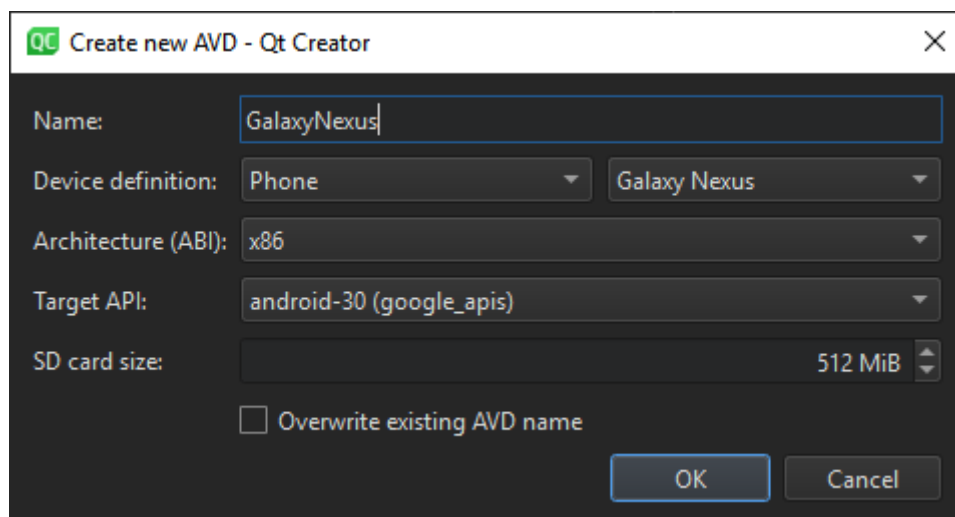 QC Create new AVD - Qt Creator
Name: GalaxyNexus
Device definition: Phone Galaxy Nexus
Architecture (ABI): x86
Target API: android-30 (google_apis)
SD card size: 512 MiB
Overwrite existing AVD name
OK Cancel